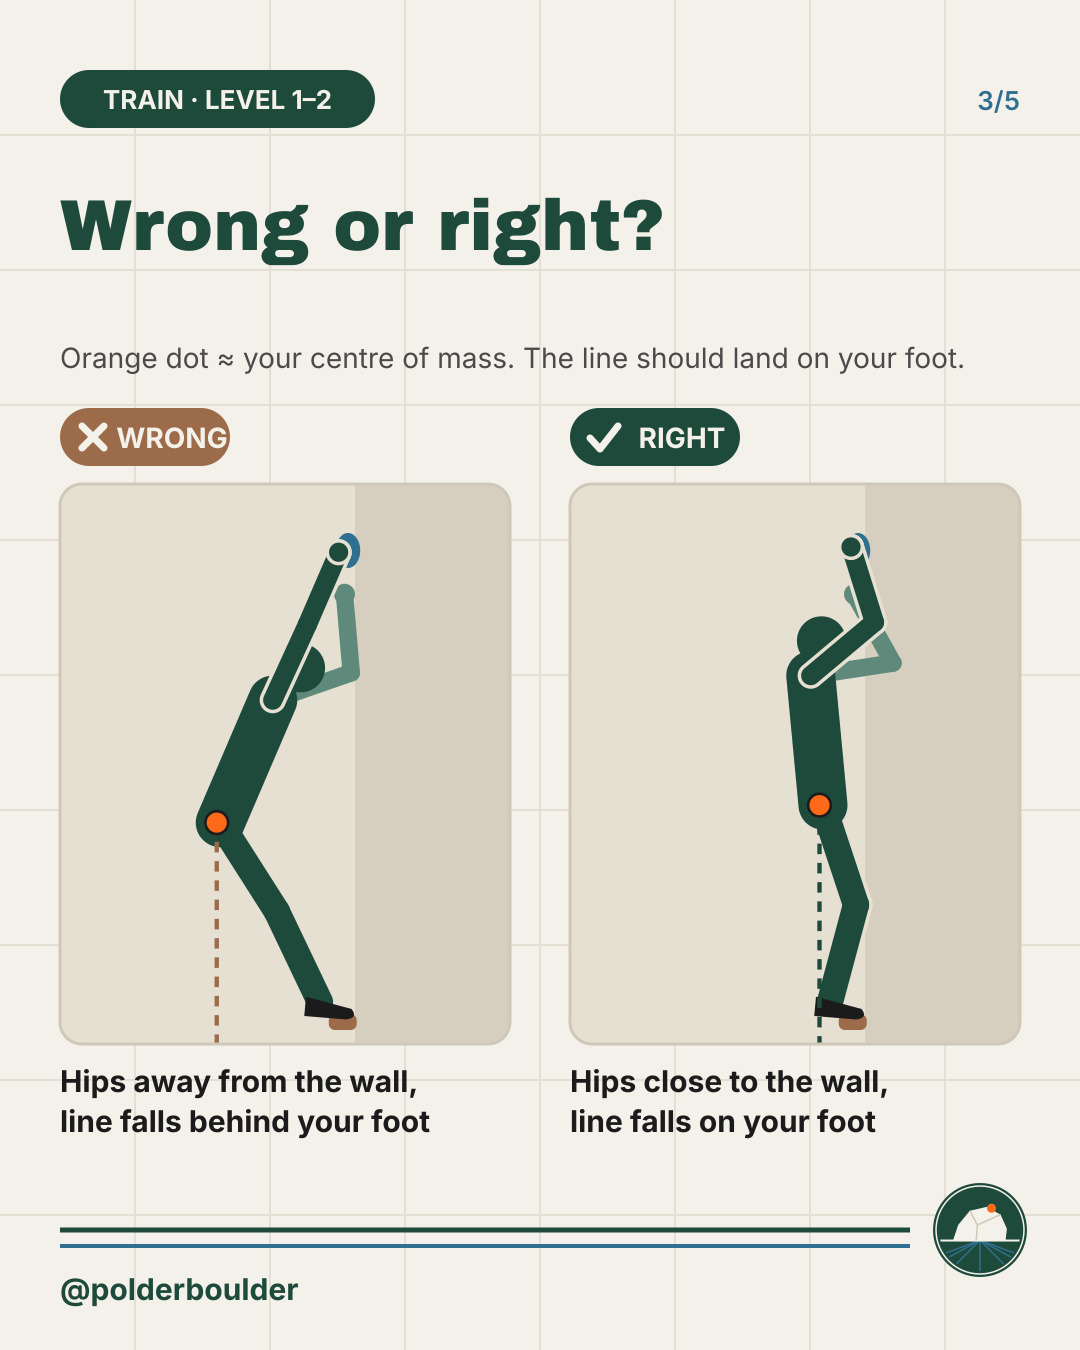 TRAIN · LEVEL 1–2
3/5
Wrong or right?
Orange dot ≈ your centre of mass. The line should land on your foot.
WRONG
RIGHT
Hips away from the wall,
line falls behind your foot
Hips close to the wall,
line falls on your foot
@polderboulder